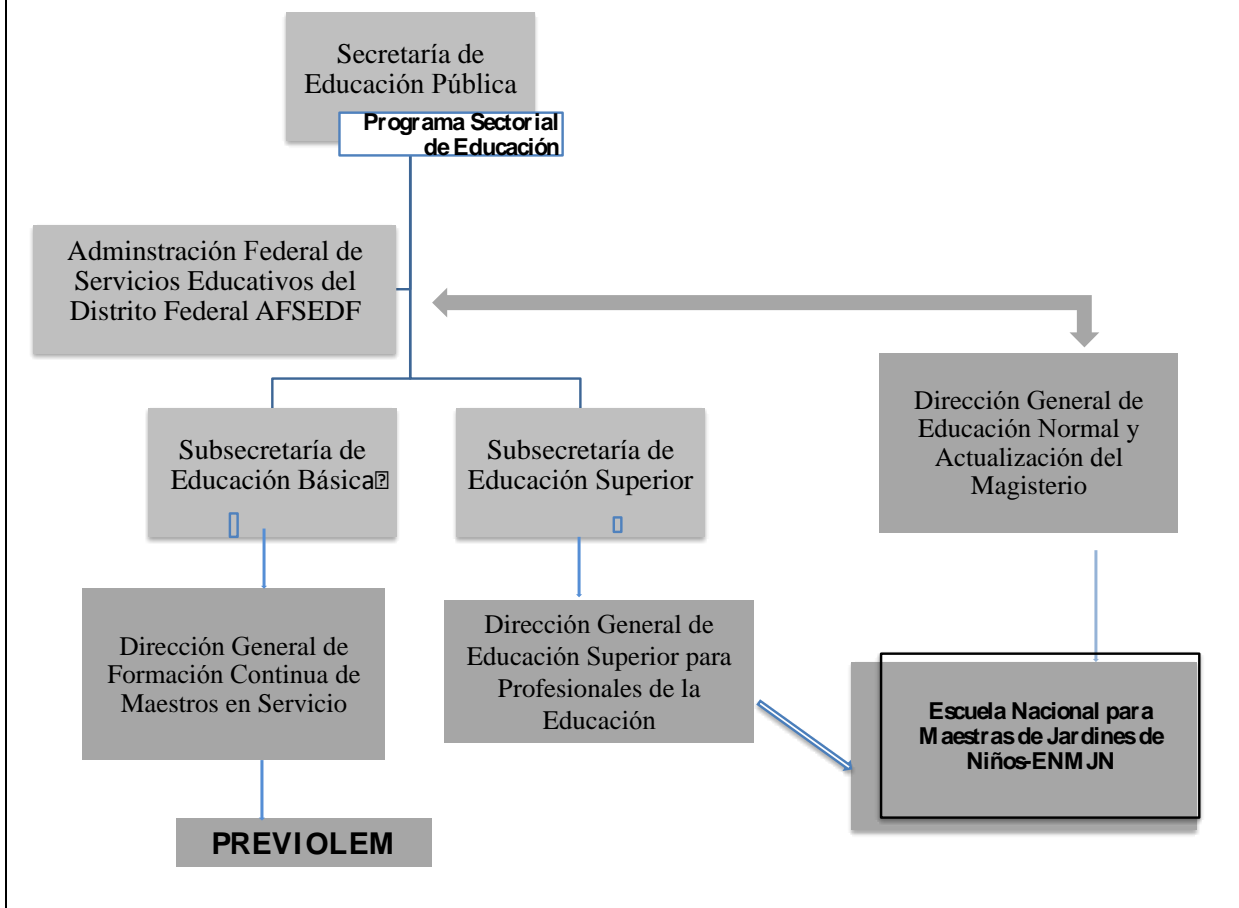 Secretaría de
Educación Pública
Programa Sectorial
de Educación
Adminstración Federal de
Servicios Educativos del
Distrito Federal AFSEDF
Dirección General de
Educación Normal y
Actualización del
Magisterio
Subsecretaría de
Educación Básica
Subsecretaría de
Educación Superior
Dirección General de
Formación Continua de
Maestros en Servicio
Dirección General de
Educación Superior para
Profesionales de la
Educación
Escuela Nacional para
Maestras de Jardines de
Niños-ENMJN
PREVIOLEM